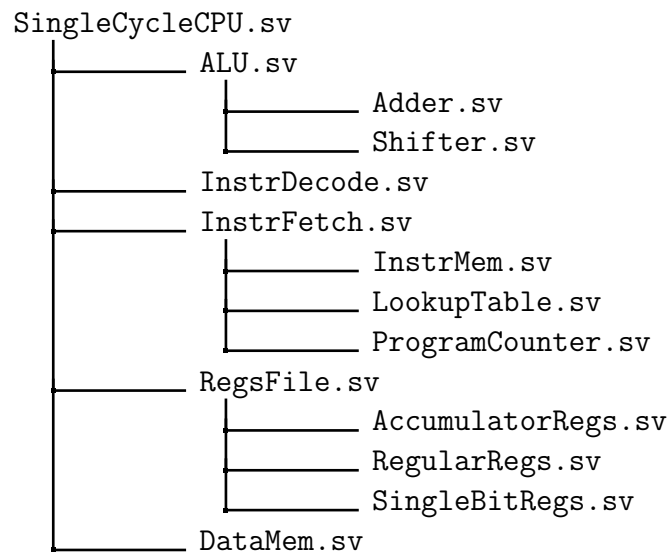 SingleCycleCPU.sv
ALU.sv
Adder.sv
Shifter.sv
InstrDecode.sv
InstrFetch.sv
InstrMem.sv
LookupTable.sv
ProgramCounter.sv
RegsFile.sv
AccumulatorRegs.sv
RegularRegs.sv
SingleBitRegs.sv
DataMem.sv